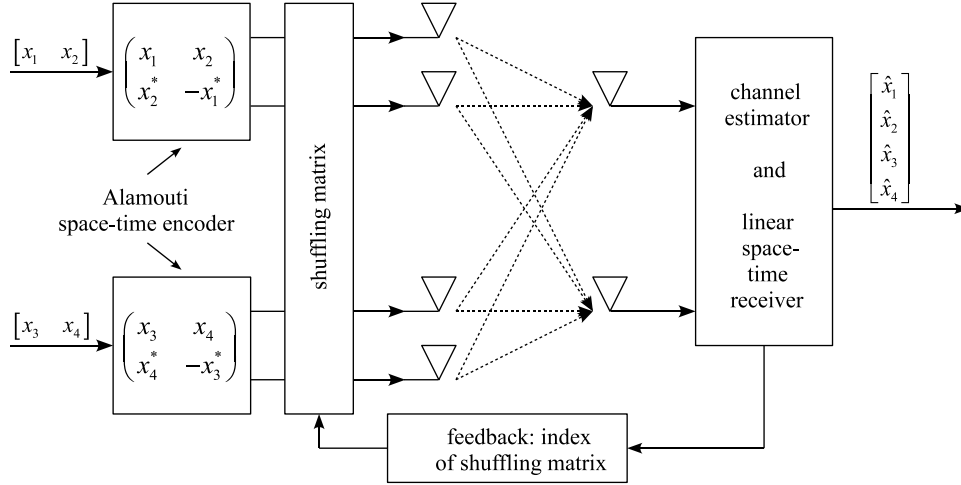 [x₁ x₂]
x₁ x₂
x₂* −x₁*
Alamouti
space-time encoder
[x₃ x₄]
x₃ x₄
x₄* −x₃*
shuffling matrix
channel
estimator
and
linear
space-
time
receiver
x̂₁
x̂₂
x̂₃
x̂₄
feedback: index
of shuffling matrix